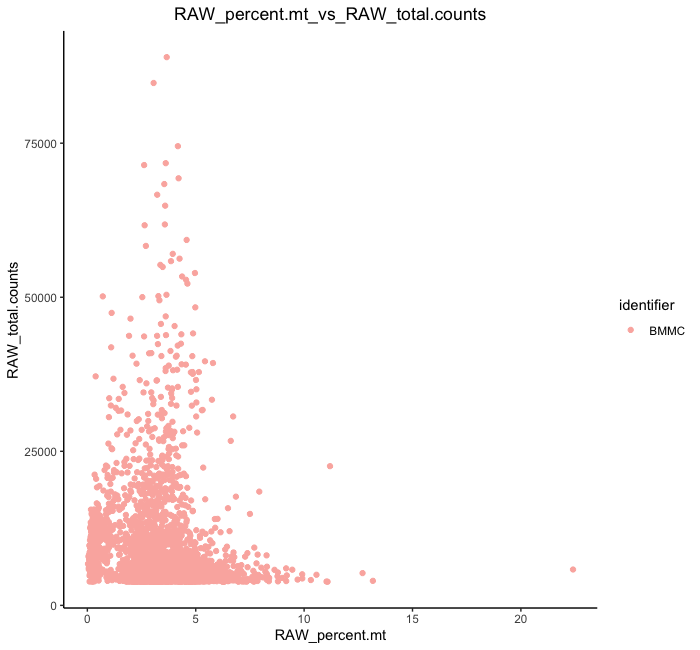 RAW_percent.mt_vs_RAW_total.counts
75000
50000
25000
0
RAW_total.counts
0 5 10 15 20
RAW_percent.mt
identifier
BMMC